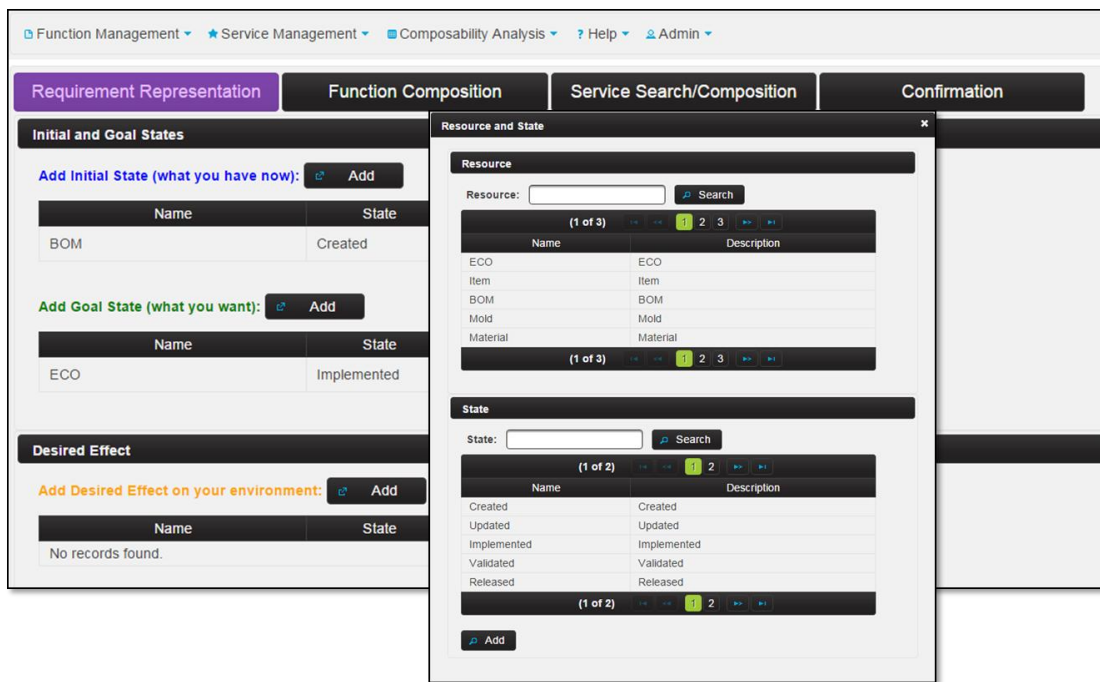 Function Management Service Management Composability Analysis ? Help Admin
Requirement Representation Function Composition Service Search/Composition Confirmation
Initial and Goal States
Add Initial State (what you have now): Add
Name State
BOM Created
Add Goal State (what you want): Add
Name State
ECO Implemented
Desired Effect
Add Desired Effect on your environment: Add
Name State
No records found.
Resource and State
Resource
Resource: Search
(1 of 3) 1 2 3
Name Description
ECO ECO
Item Item
BOM BOM
Mold Mold
Material Material
(1 of 3) 1 2 3
State
State: Search
(1 of 2) 1 2
Name Description
Created Created
Updated Updated
Implemented Implemented
Validated Validated
Released Released
(1 of 2) 1 2
Add